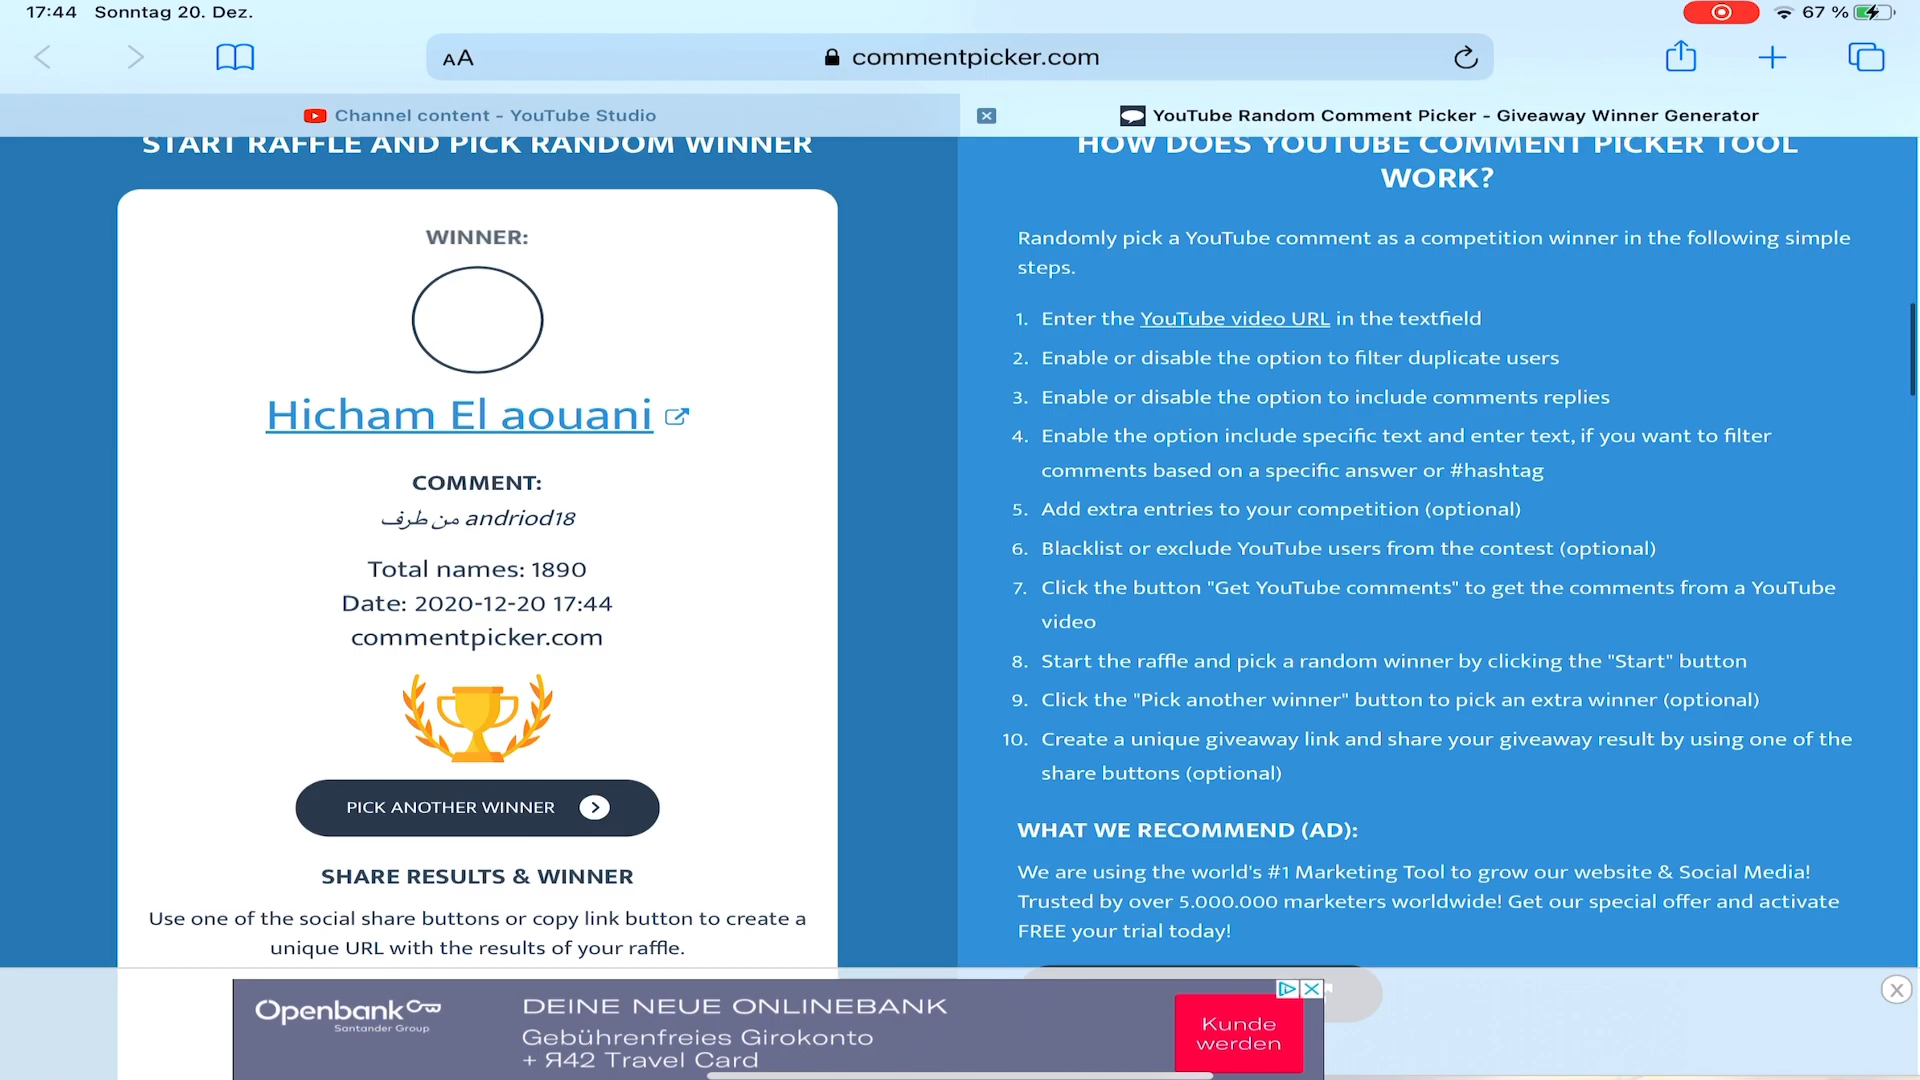 17:44 Sonntag 20. Dez.
67 %
AA
commentpicker.com
Channel content - YouTube Studio
YouTube Random Comment Picker - Giveaway Winner Generator
START RAFFLE AND PICK RANDOM WINNER
WINNER:
Hicham El aouani
COMMENT:
من طرف andriod18
Total names: 1890
Date: 2020-12-20 17:44
commentpicker.com
PICK ANOTHER WINNER
SHARE RESULTS & WINNER
Use one of the social share buttons or copy link button to create a
unique URL with the results of your raffle.
HOW DOES YOUTUBE COMMENT PICKER TOOL
WORK?
Randomly pick a YouTube comment as a competition winner in the following simple
steps.
1. Enter the YouTube video URL in the textfield
2. Enable or disable the option to filter duplicate users
3. Enable or disable the option to include comments replies
4. Enable the option include specific text and enter text, if you want to filter
comments based on a specific answer or #hashtag
5. Add extra entries to your competition (optional)
6. Blacklist or exclude YouTube users from the contest (optional)
7. Click the button "Get YouTube comments" to get the comments from a YouTube
video
8. Start the raffle and pick a random winner by clicking the "Start" button
9. Click the "Pick another winner" button to pick an extra winner (optional)
10. Create a unique giveaway link and share your giveaway result by using one of the
share buttons (optional)
WHAT WE RECOMMEND (AD):
We are using the world's #1 Marketing Tool to grow our website & Social Media!
Trusted by over 5.000.000 marketers worldwide! Get our special offer and activate
FREE your trial today!
Openbank
Santander Group
DEINE NEUE ONLINEBANK
Gebührenfreies Girokonto
+ Я42 Travel Card
Kunde
werden